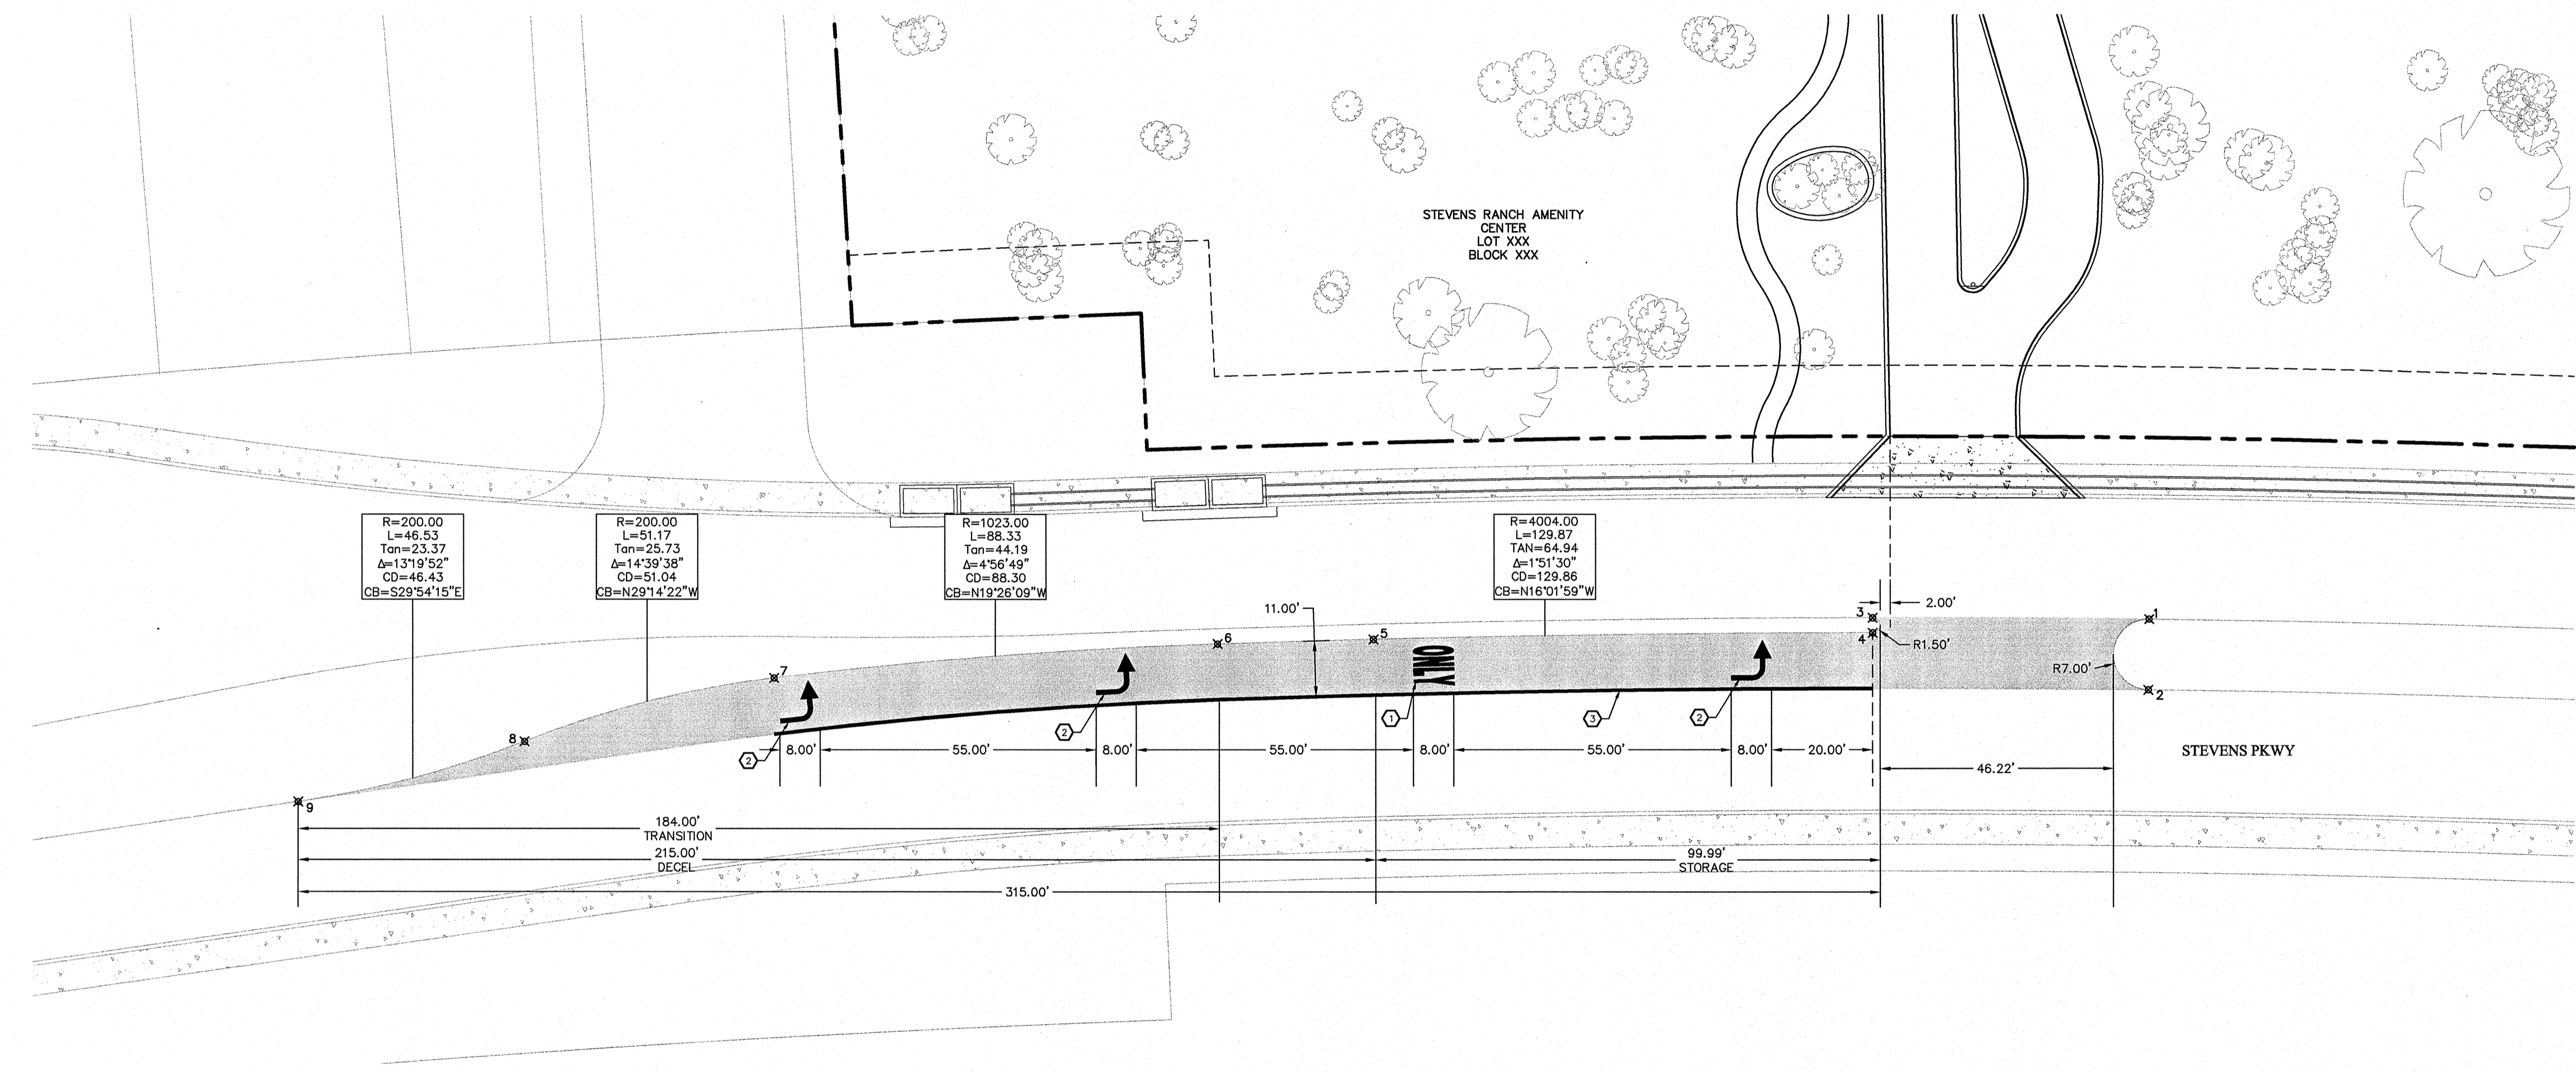 STEVENS RANCH AMENITY
CENTER
LOT XXX
BLOCK XXX
R=200.00
L=46.53
Tan=23.37
Δ=13°19'52"
CD=46.43
CB=S29°54'15"E
R=200.00
L=51.17
Tan=25.73
Δ=14°39'38"
CD=51.04
CB=N29°14'22"W
R=1023.00
L=88.33
Tan=44.19
Δ=4°56'49"
CD=88.30
CB=N19°26'09"W
R=4004.00
L=129.87
TAN=64.94
Δ=1°51'30"
CD=129.86
CB=N16°01'59"W
11.00'
2.00'
3
1
4
R1.50'
5
6
R7.00'
7
ONLY
2
8
1
3
2
2
2
9
8.00'
55.00'
8.00'
55.00'
8.00'
55.00'
8.00'
20.00'
STEVENS PKWY
46.22'
184.00'
TRANSITION
215.00'
DECEL
99.99'
STORAGE
315.00'